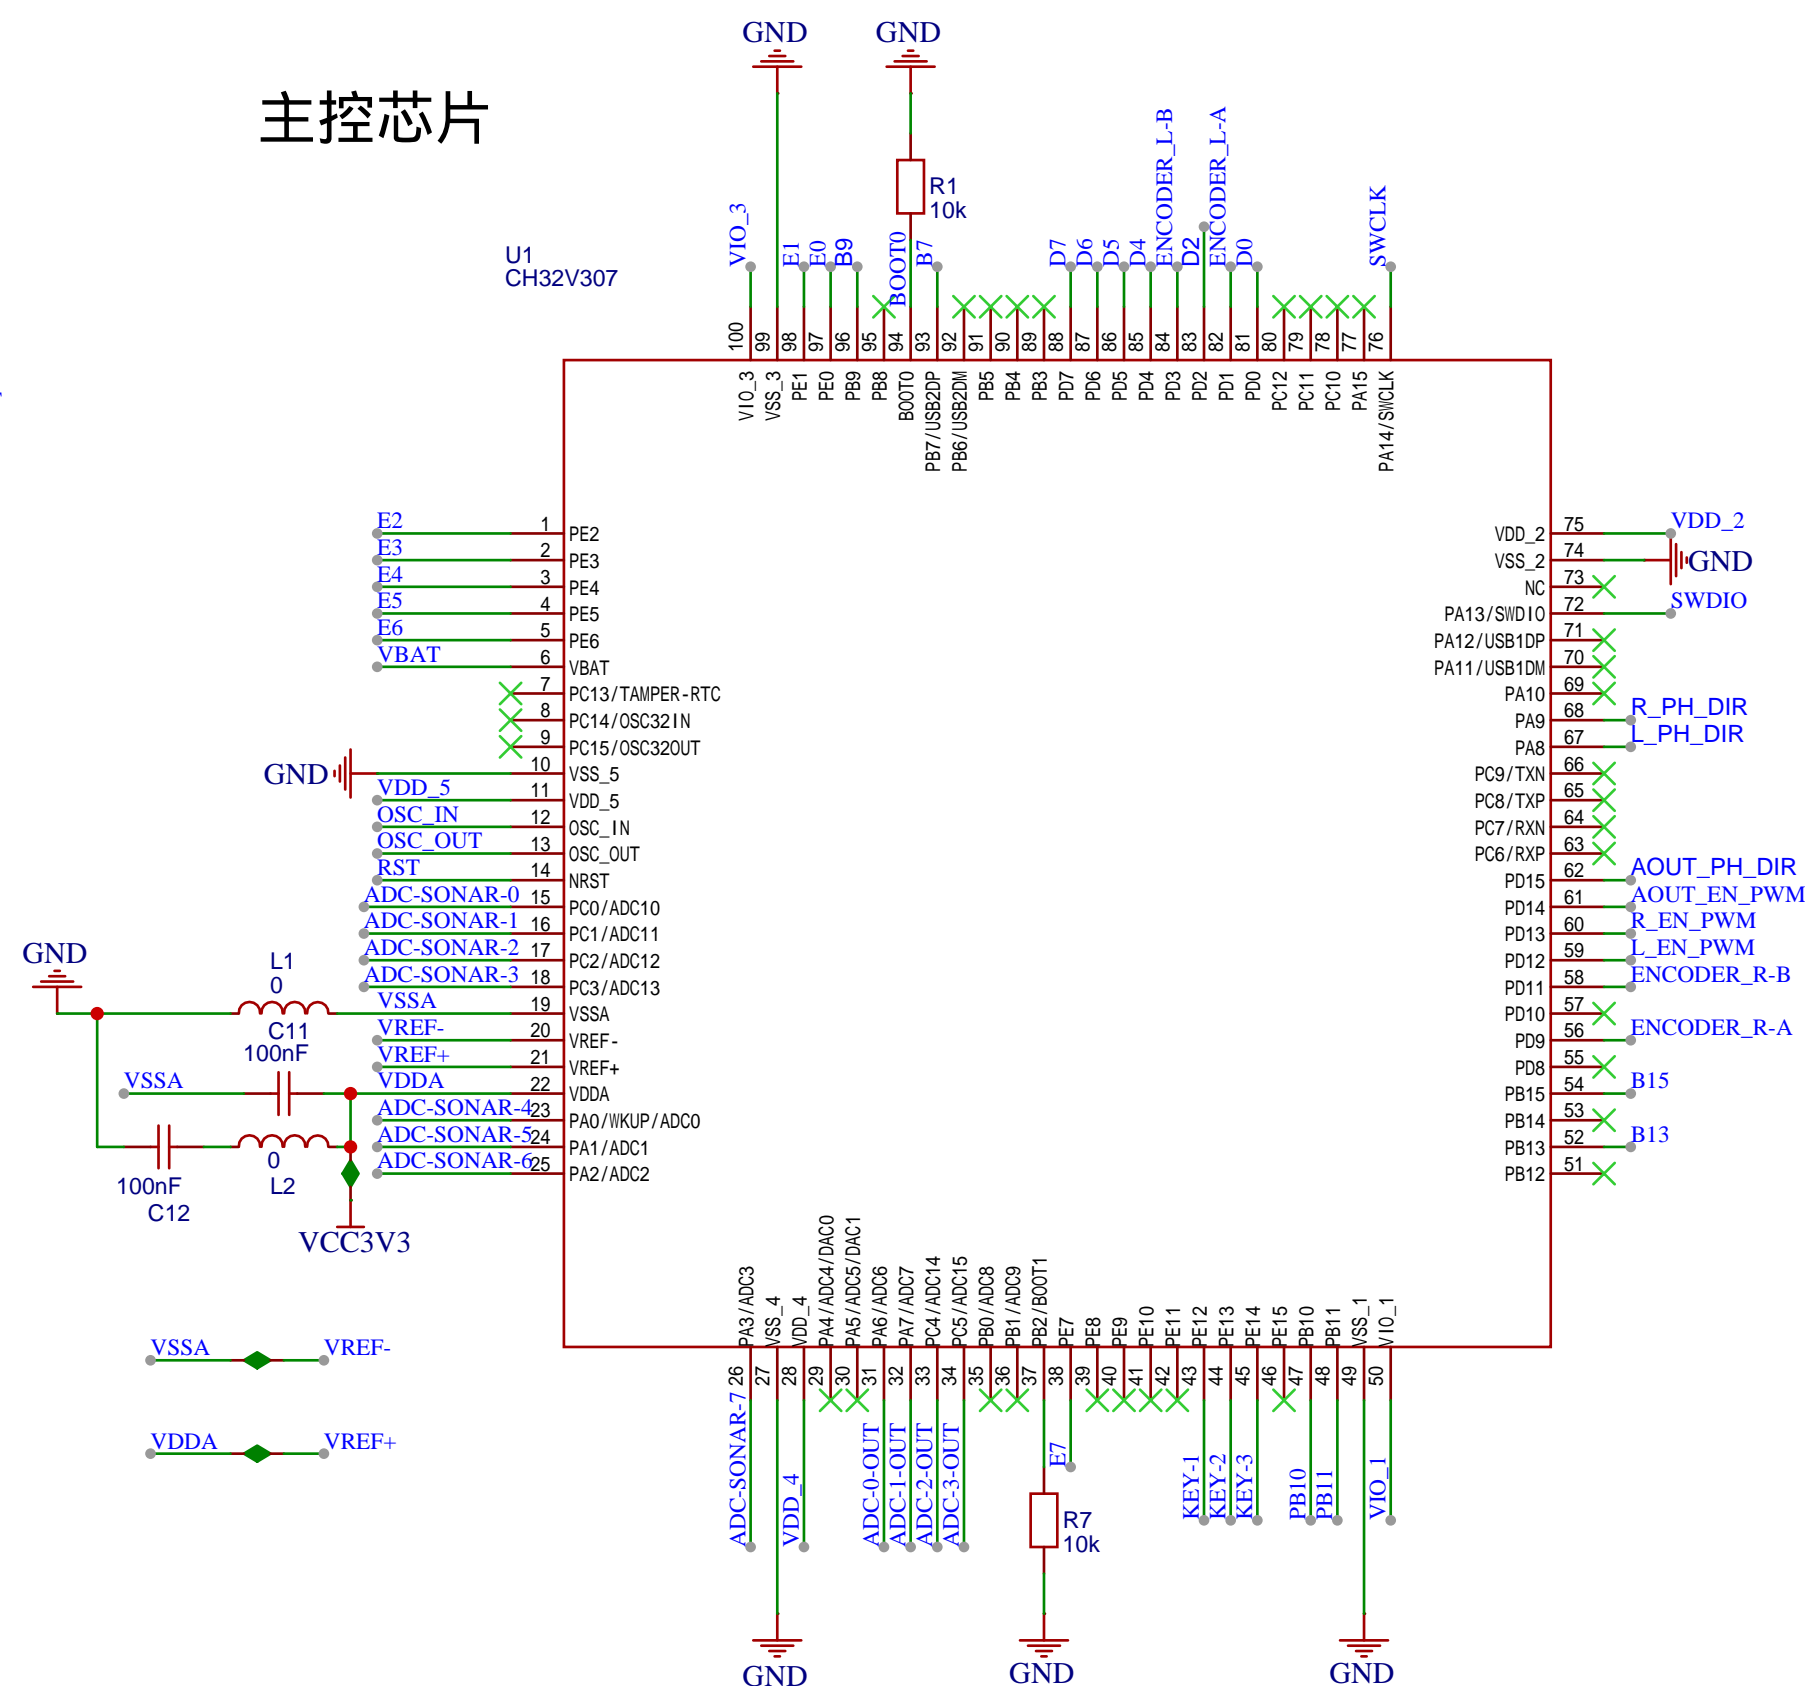 主控芯片
GND
GND
R1
10k
U1
CH32V307
VIO_3
E1
E0
B9
BOOT0
B7
D7
D6
D5
D4
ENCODER_L-B
D2
ENCODER_L-A
D0
SWCLK
100
99
98
97
96
95
94
93
92
91
90
89
88
87
86
85
84
83
82
81
80
79
78
77
76
VIO_3
VSS_3
PE1
PE0
PB9
PB8
BOOT0
PB7/USB2DP
PB6/USB2DM
PB5
PB4
PB3
PD7
PD6
PD5
PD4
PD3
PD2
PD1
PD0
PC12
PC11
PC10
PA15
PA14/SWCLK
E2 1 PE2
E3 2 PE3
E4 3 PE4
E5 4 PE5
E6 5 PE6
VBAT 6 VBAT
7 PC13/TAMPER-RTC
8 PC14/OSC32IN
9 PC15/OSC32OUT
GND 10 VSS_5
VDD_5 11 VDD_5
OSC_IN 12 OSC_IN
OSC_OUT 13 OSC_OUT
RST 14 NRST
ADC-SONAR-0 15 PC0/ADC10
ADC-SONAR-1 16 PC1/ADC11
ADC-SONAR-2 17 PC2/ADC12
ADC-SONAR-3 18 PC3/ADC13
VSSA 19 VSSA
VREF- 20 VREF-
VREF+ 21 VREF+
VDDA 22 VDDA
ADC-SONAR-4 23 PA0/WKUP/ADC0
ADC-SONAR-5 24 PA1/ADC1
ADC-SONAR-6 25 PA2/ADC2
VDD_2 75 VDD_2
VSS_2 74 GND
NC 73
PA13/SWDIO 72 SWDIO
PA12/USB1DP 71
PA11/USB1DM 70
PA10 69
PA9 68 R_PH_DIR
PA8 67 L_PH_DIR
PC9/TXN 66
PC8/TXP 65
PC7/RXN 64
PC6/RXP 63
PD15 62 AOUT_PH_DIR
PD14 61 AOUT_EN_PWM
PD13 60 R_EN_PWM
PD12 59 L_EN_PWM
PD11 58 ENCODER_R-B
PD10 57
PD9 56 ENCODER_R-A
PD8 55
PB15 54 B15
PB14 53
PB13 52 B13
PB12 51
GND
L1
0
C11
100nF
VSSA
0
L2
100nF
C12
VCC3V3
VSSA VREF-
VDDA VREF+
PA3/ADC3
VSS_4
VDD_4
PA4/ADC4/DAC0
PA5/ADC5/DAC1
PA6/ADC6
PA7/ADC7
PC4/ADC14
PC5/ADC15
PB0/ADC8
PB1/ADC9
PB2/BOOT1
PE7
PE8
PE9
PE10
PE11
PE12
PE13
PE14
PE15
PB10
PB11
VSS_1
VIO_1
26
27
28
29
30
31
32
33
34
35
36
37
38
39
40
41
42
43
44
45
46
47
48
49
50
ADC-SONAR-7
VDD_4
ADC-0-OUT
ADC-1-OUT
ADC-2-OUT
ADC-3-OUT
E7
KEY-1
KEY-2
KEY-3
PB10
PB11
VIO_1
R7
10k
GND
GND
GND